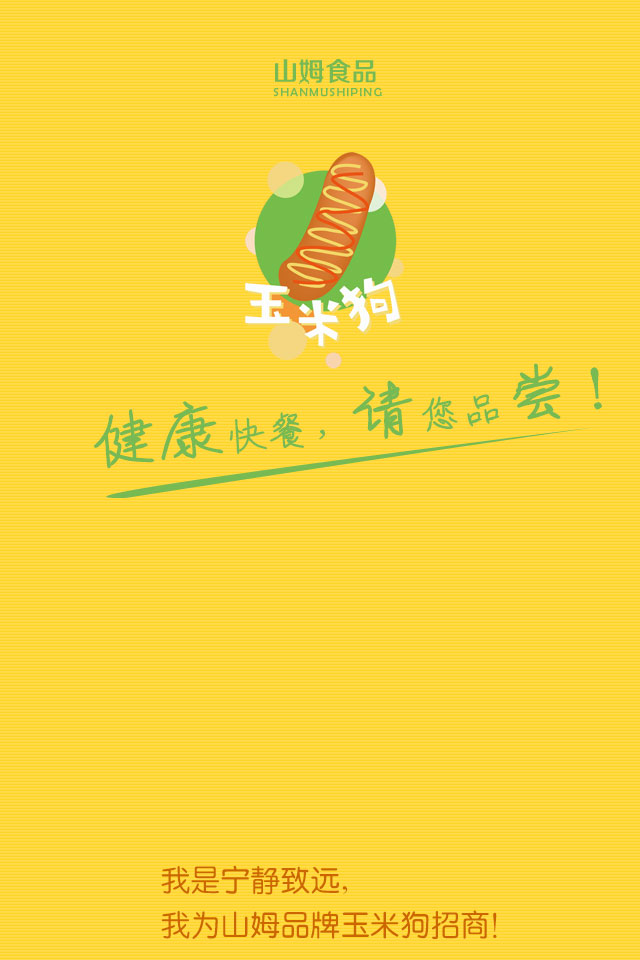 山姆食品
SHANMUSHIPING
玉米狗
健康快餐，请您品尝！
我是宁静致远，
我为山姆品牌玉米狗招商！